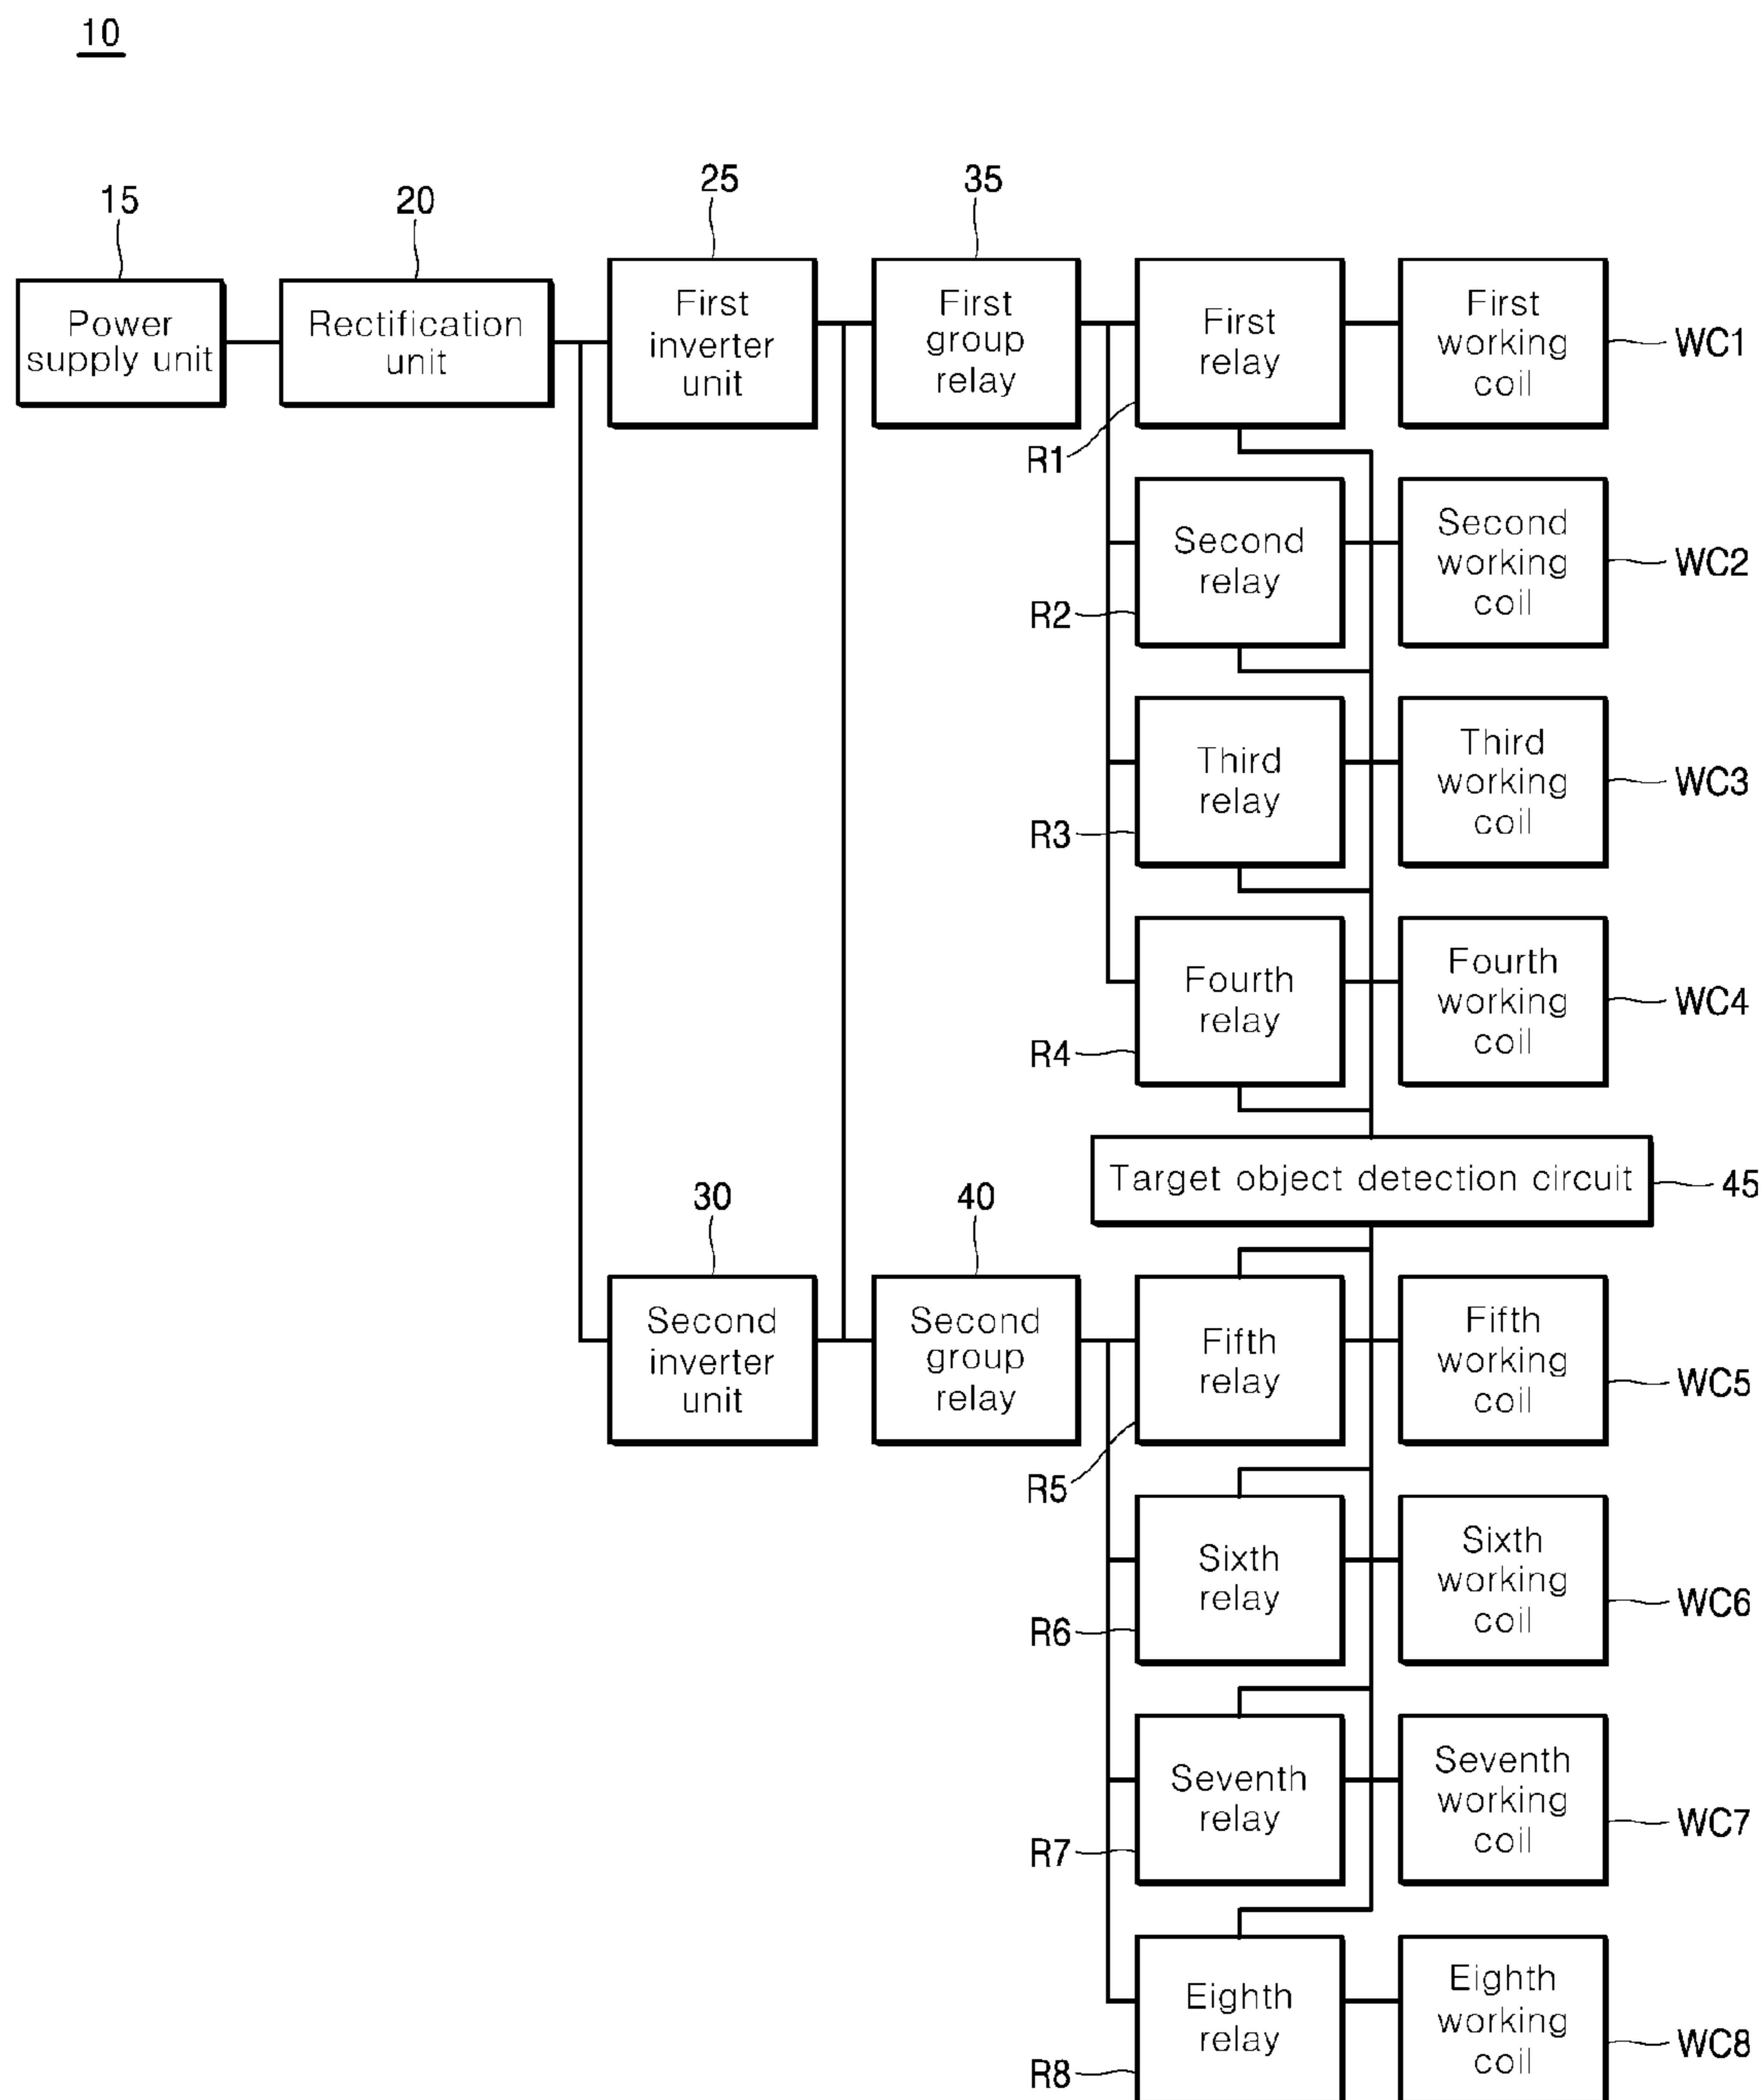 10
15
20
25
35
Power
supply unit
Rectification
unit
First
inverter
unit
First
group
relay
First
relay
First
working
coil
WC1
R1
Second
relay
Second
working
coil
WC2
R2
Third
relay
Third
working
coil
WC3
R3
Fourth
relay
Fourth
working
coil
WC4
R4
Target object detection circuit
45
30
40
Second
inverter
unit
Second
group
relay
Fifth
relay
Fifth
working
coil
WC5
R5
Sixth
relay
Sixth
working
coil
WC6
R6
Seventh
relay
Seventh
working
coil
WC7
R7
Eighth
relay
Eighth
working
coil
WC8
R8